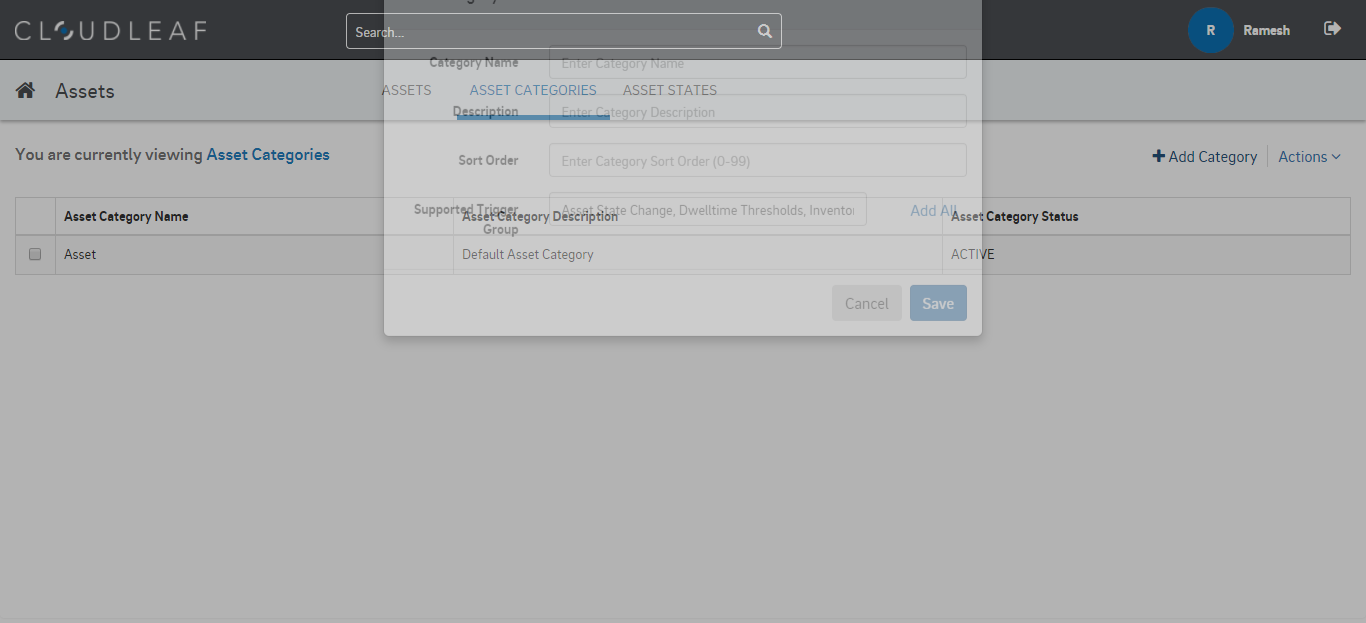 CLOUDLEAF
Search...
R
Ramesh
Category Name
Enter Category Name
Assets
ASSETS
ASSET CATEGORIES
ASSET STATES
Description
Enter Category Description
You are currently viewing Asset Categories
Sort Order
Enter Category Sort Order (0-99)
Add Category
Actions
Supported Trigger
Group
Asset State Change, Dwelltime Thresholds, Inventor
Add All
Asset Category Name
Asset Category Description
Asset Category Status
Asset
Default Asset Category
ACTIVE
Cancel
Save